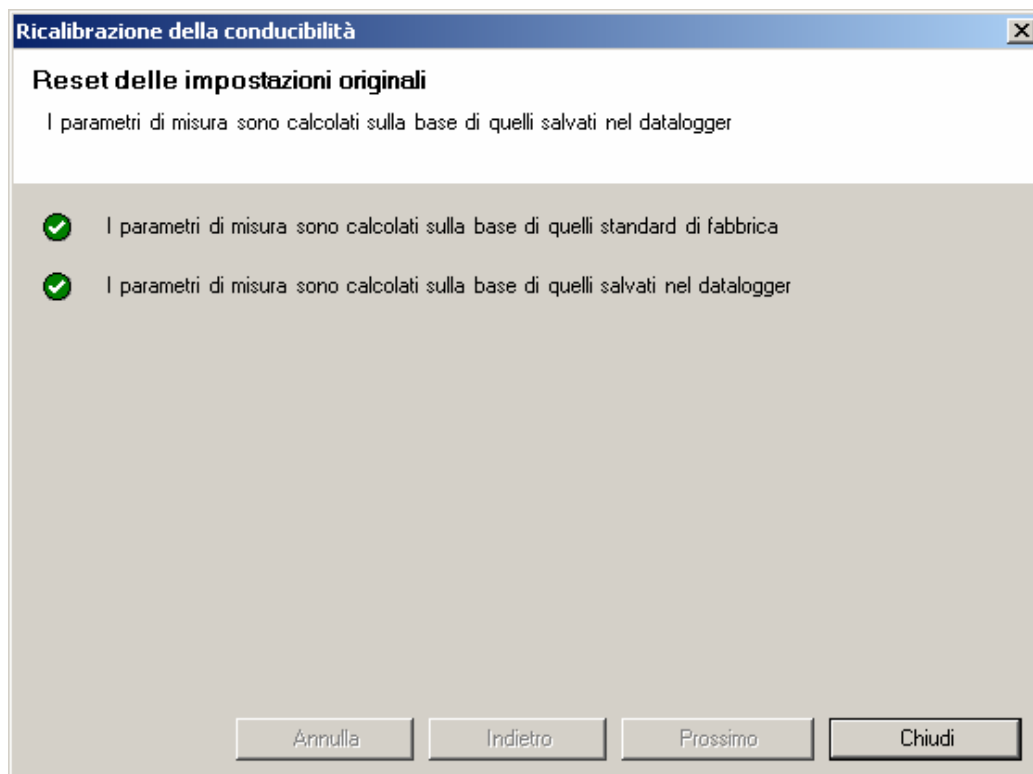 Ricalibrazione della conducibilità
Reset delle impostazioni originali
I parametri di misura sono calcolati sulla base di quelli salvati nel datalogger
I parametri di misura sono calcolati sulla base di quelli standard di fabbrica
I parametri di misura sono calcolati sulla base di quelli salvati nel datalogger
Annulla Indietro Prossimo Chiudi